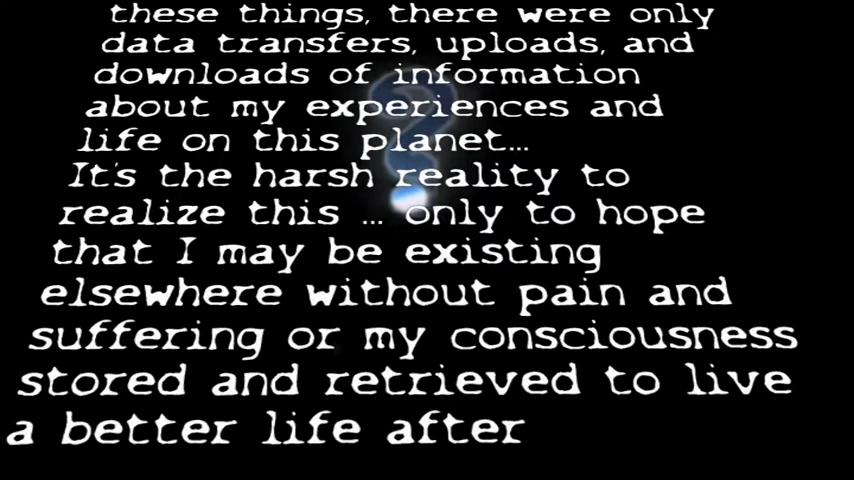 these things, there were only
data transfers, uploads, and
downloads of information
about my experiences and
life on this planet...
It's the harsh reality to
realize this ... only to hope
that I may be existing
elsewhere without pain and
suffering or my consciousness
stored and retrieved to live
a better life after